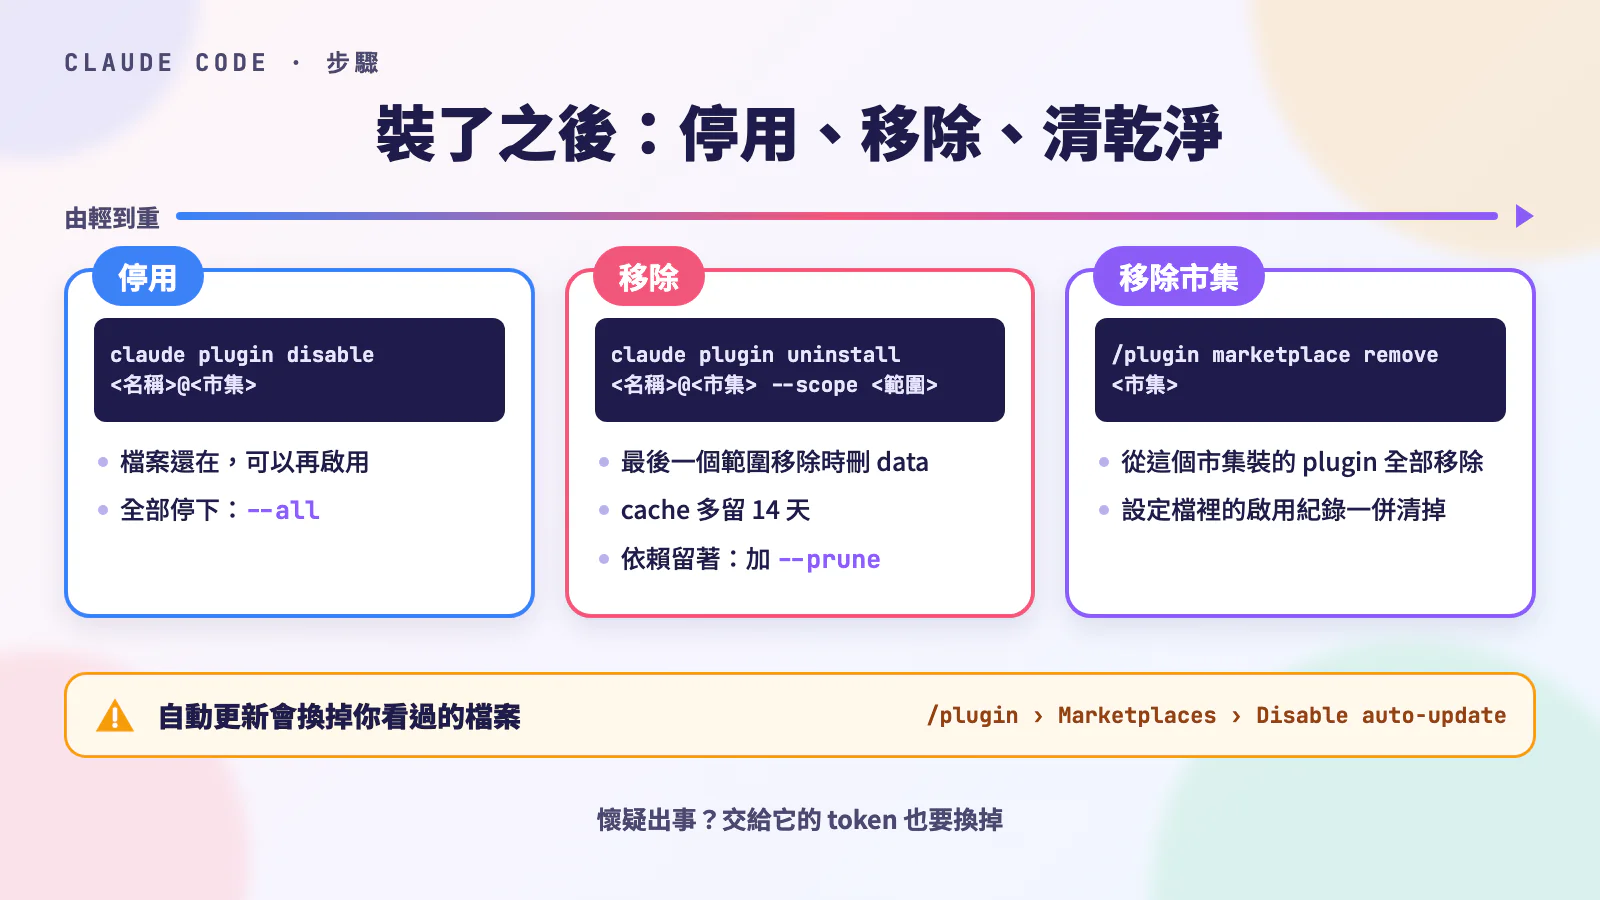 CLAUDE CODE · 步驟
裝了之後：停用、移除、清乾淨
由輕到重
停用
claude plugin disable
<名稱>@<市集>
檔案還在，可以再啟用
全部停下：--all
移除
claude plugin uninstall
<名稱>@<市集> --scope <範圍>
最後一個範圍移除時刪 data
cache 多留 14 天
依賴留著：加 --prune
移除市集
/plugin marketplace remove
<市集>
從這個市集裝的 plugin 全部移除
設定檔裡的啟用紀錄一併清掉
自動更新會換掉你看過的檔案
/plugin › Marketplaces › Disable auto-update
懷疑出事？交給它的 token 也要換掉